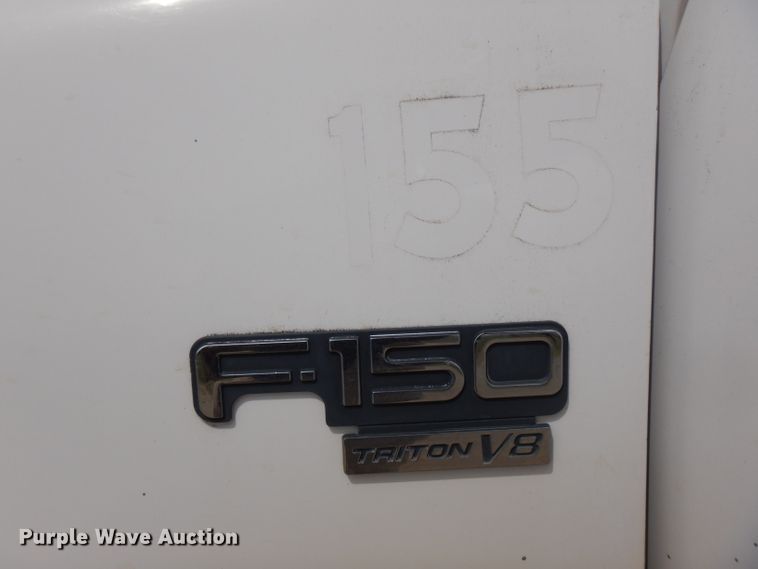 155
F-150
TRITON V8
Purple Wave Auction